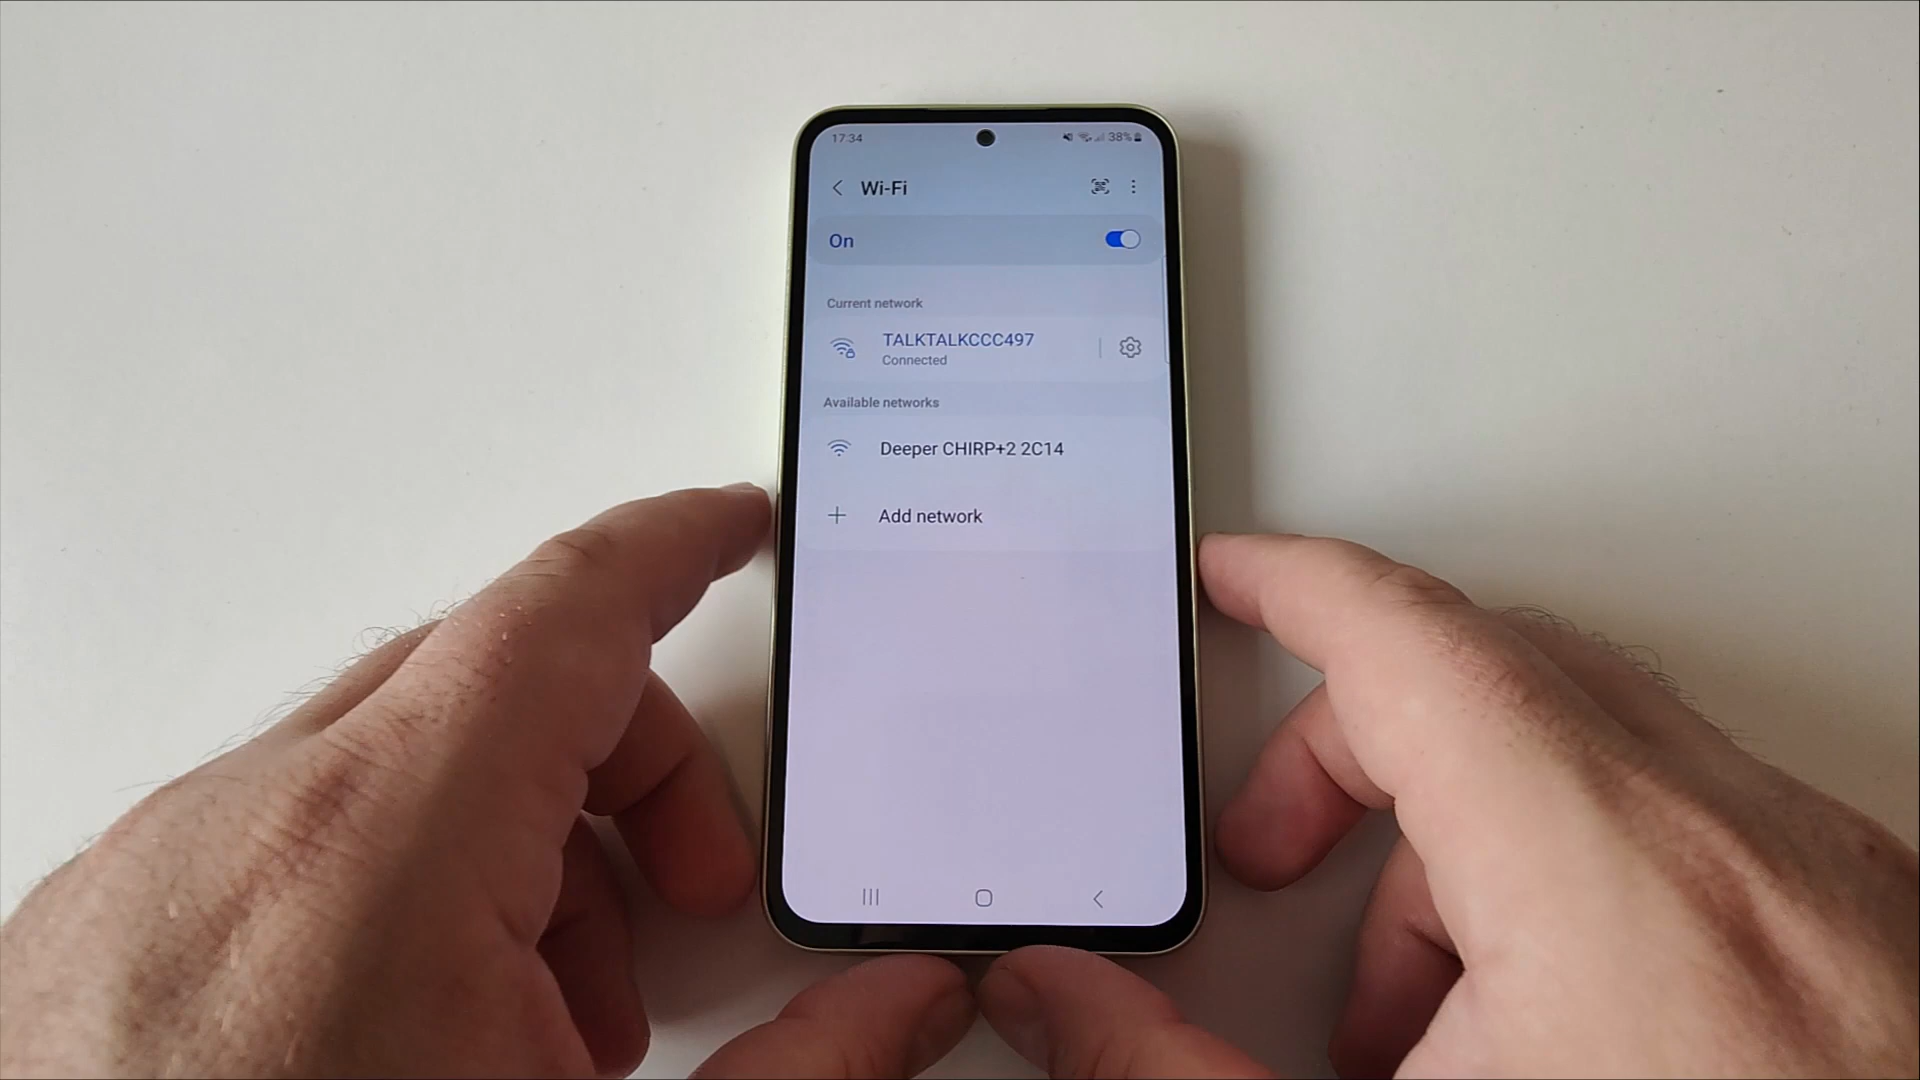 17:34
38%
Wi-Fi
On
Current network
TALKTALKCCC497
Connected
Available networks
Deeper CHIRP+2 2C14
Add network